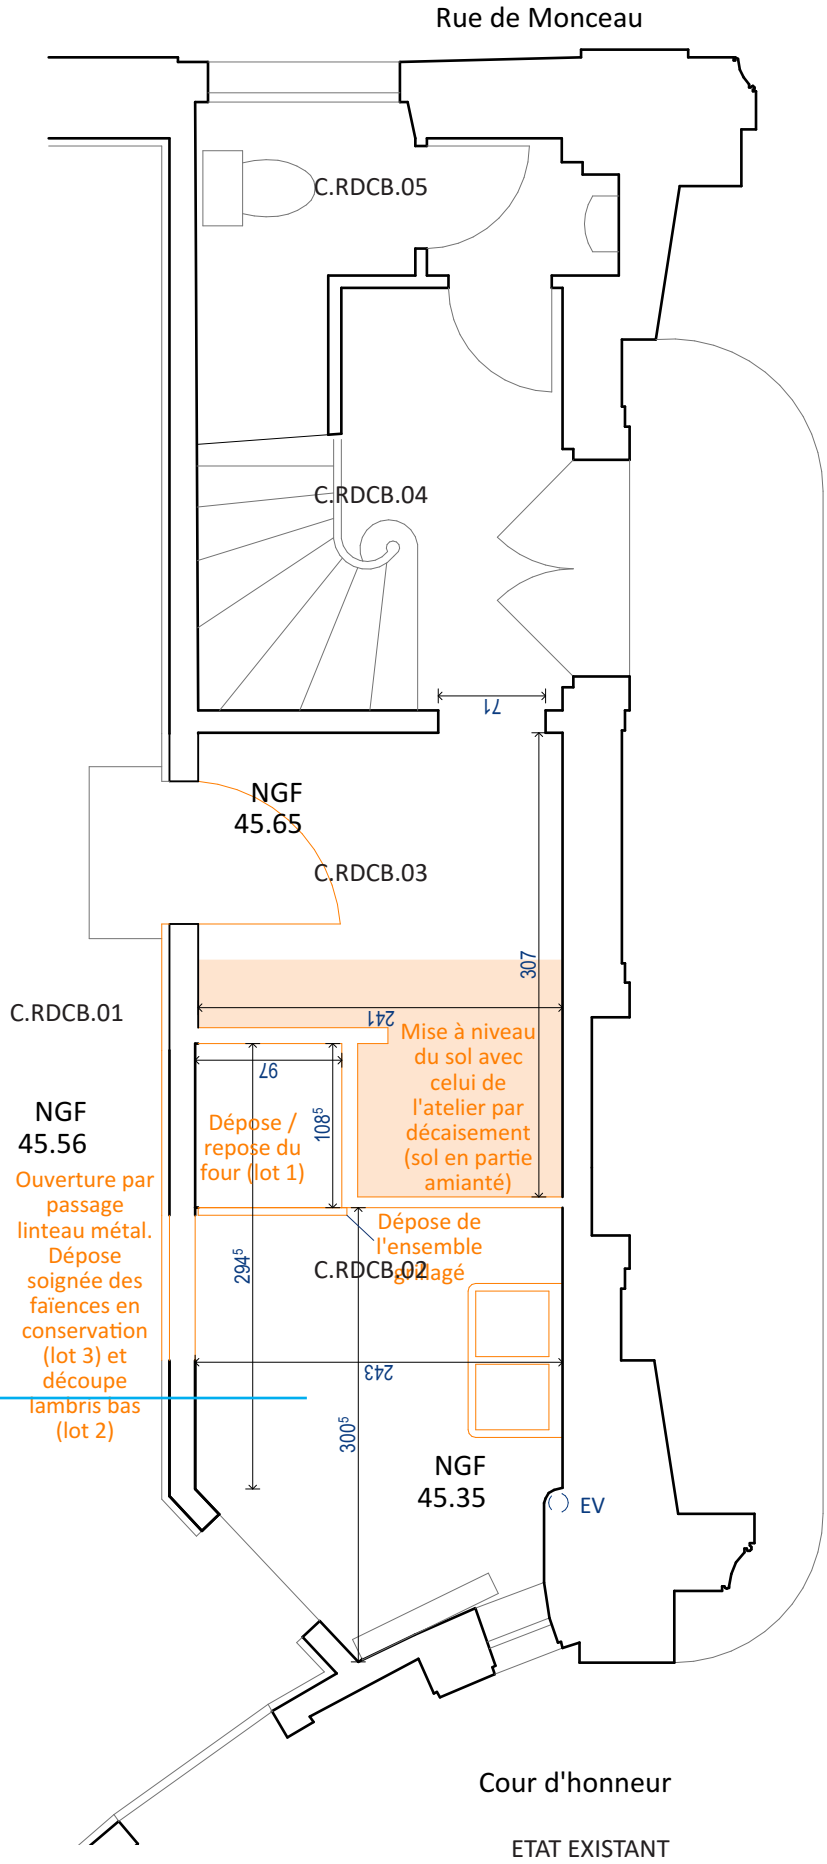 Rue de Monceau
C.RDCB.05
C.RDCB.04
71
NGF
45.65
C.RDCB.03
307
C.RDCB.01
241
Mise à niveau
du sol avec
celui de
l'atelier par
décaisement
(sol en partie
amianté)
97
108⁵
Dépose /
repose du
four (lot 1)
NGF
45.56
Ouverture par
passage
linteau métal.
Dépose
soignée des
faïences en
conservation
(lot 3) et
découpe
lambris bas
(lot 2)
Dépose de
l'ensemble
grillagé
C.RDCB.02
294⁵
243
300⁵
NGF
45.35
EV
Cour d'honneur
ETAT EXISTANT